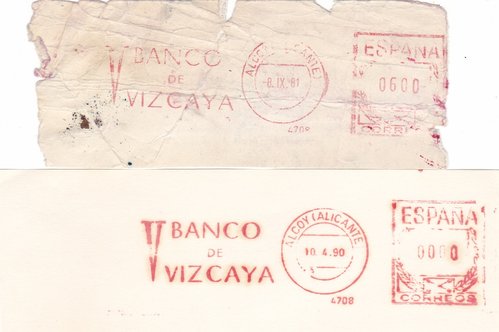 BANCO
DE
VIZCAYA
ALCOY (ALICANTE)
-8. IX. 81
4708
ESPAÑA
0600
CORREOS
BANCO
DE
VIZCAYA
ALCOY (ALICANTE
10. 4. 90
4708
ESPAÑA
0000
CORREOS